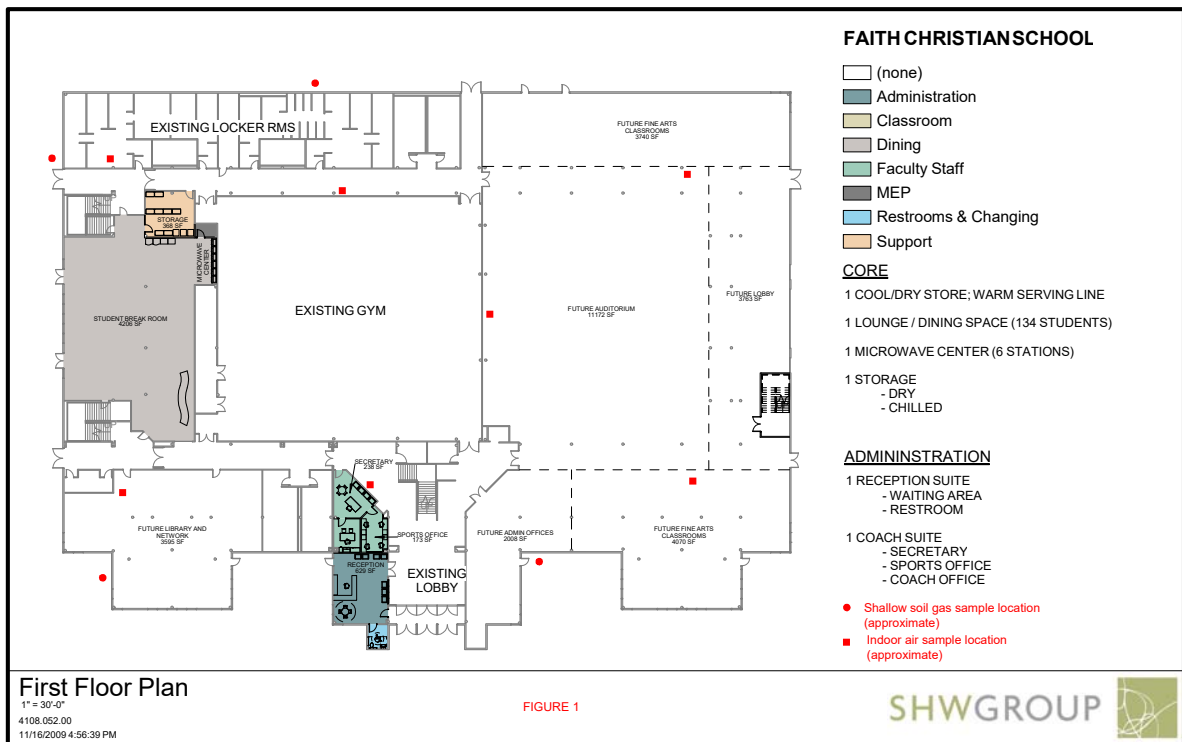 FAITH CHRISTIAN SCHOOL
(none)
Administration
Classroom
Dining
Faculty Staff
MEP
Restrooms & Changing
Support
CORE
1 COOL/DRY STORE; WARM SERVING LINE
1 LOUNGE / DINING SPACE (134 STUDENTS)
1 MICROWAVE CENTER (6 STATIONS)
1 STORAGE
- DRY
- CHILLED
ADMININSTRATION
1 RECEPTION SUITE
- WAITING AREA
- RESTROOM
1 COACH SUITE
- SECRETARY
- SPORTS OFFICE
- COACH OFFICE
Shallow soil gas sample location
(approximate)
Indoor air sample location
(approximate)
EXISTING LOCKER RMS
FUTURE FINE ARTS
CLASSROOMS
3740 SF
STORAGE
368 SF
MICROWAVE
CENTER
STUDENT BREAK ROOM
4206 SF
EXISTING GYM
FUTURE AUDITORIUM
11172 SF
FUTURE LOBBY
3763 SF
SECRETARY
238 SF
FUTURE LIBRARY AND
NETWORK
3595 SF
SPORTS OFFICE
173 SF
FUTURE ADMIN OFFICES
2008 SF
FUTURE FINE ARTS
CLASSROOMS
4070 SF
RECEPTION
629 SF
EXISTING
LOBBY
First Floor Plan
1" = 30'-0"
4108.052.00
11/16/2009 4:56:39 PM
FIGURE 1
SHWGROUP